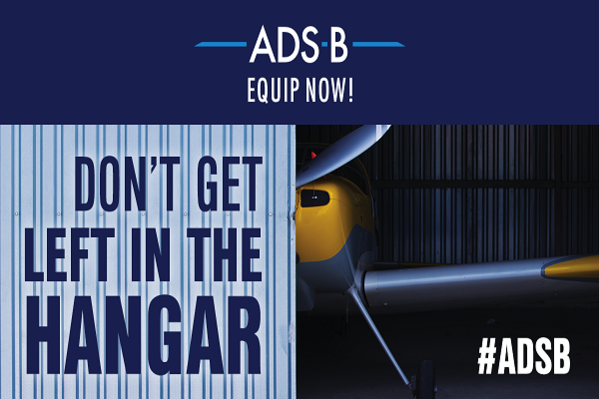 ADS-B
EQUIP NOW!
DON'T GET
LEFT IN THE
HANGAR
#ADSB